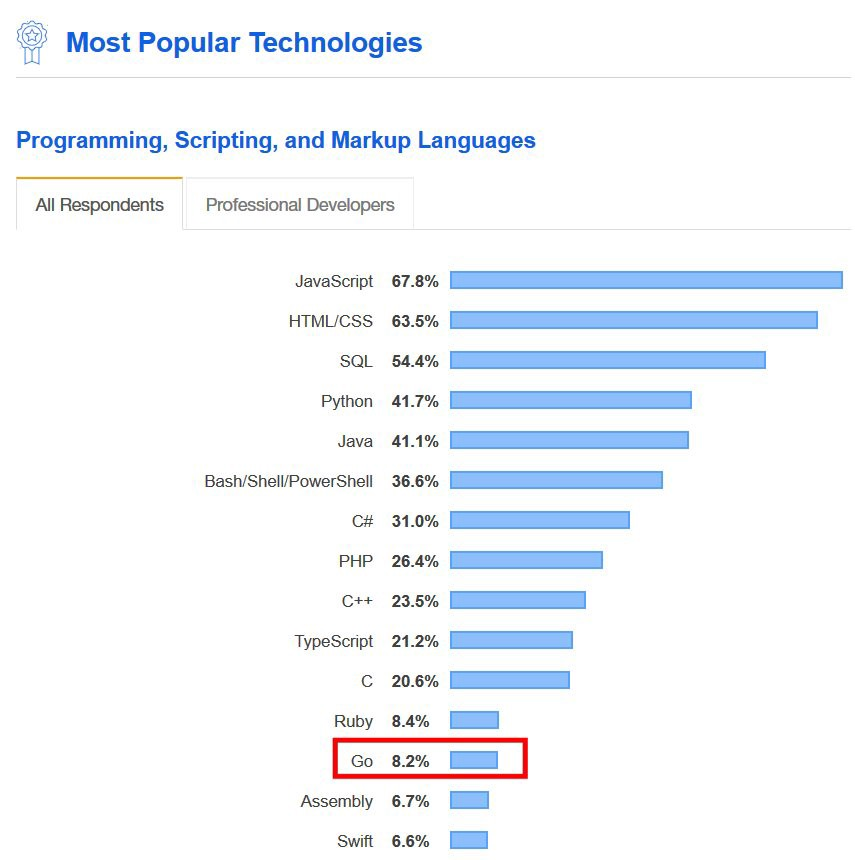 Most Popular Technologies
Programming, Scripting, and Markup Languages
All Respondents Professional Developers
JavaScript 67.8%
HTML/CSS 63.5%
SQL 54.4%
Python 41.7%
Java 41.1%
Bash/Shell/PowerShell 36.6%
C# 31.0%
PHP 26.4%
C++ 23.5%
TypeScript 21.2%
C 20.6%
Ruby 8.4%
Go 8.2%
Assembly 6.7%
Swift 6.6%